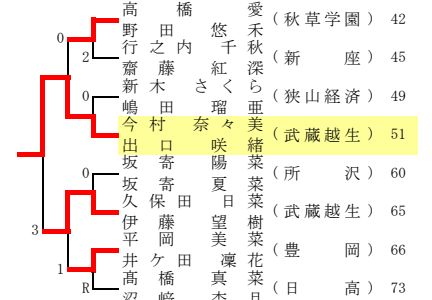 高橋 愛
野田 悠禾 (秋草学園) 42
0
行之内 千秋
2
齋藤 紅深 (新座) 45
新木 さくら
0
嶋田 瑠亜 (狭山経済) 49
今村 奈々美
出口 咲緒 (武蔵越生) 51
坂寄 陽菜
0
坂寄 夏菜 (所沢) 60
久保田 日菜
伊藤 望樹 (武蔵越生) 65
3
平岡 美菜
井ケ田 凜花 (豊岡) 66
1
髙橋 真菜
R
(日高) 73